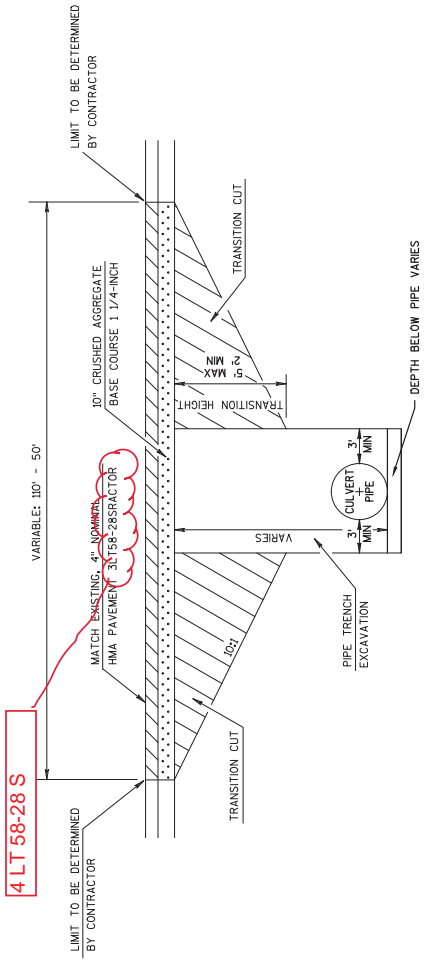 4 LT 58-28 S
VARIABLE: 110' - 50'
LIMIT TO BE DETERMINED
BY CONTRACTOR
MATCH EXISTING, 4" NOMINAL
HMA PAVEMENT 3LT58-28SRACTOR
10" CRUSHED AGGREGATE
BASE COURSE 1 1/4-INCH
LIMIT TO BE DETERMINED
BY CONTRACTOR
TRANSITION CUT
10:1
VARIES
TRANSITION HEIGHT
5' MAX
2' MIN
TRANSITION CUT
PIPE TRENCH
EXCAVATION
3'
MIN
CULVERT
PIPE
3'
MIN
DEPTH BELOW PIPE VARIES